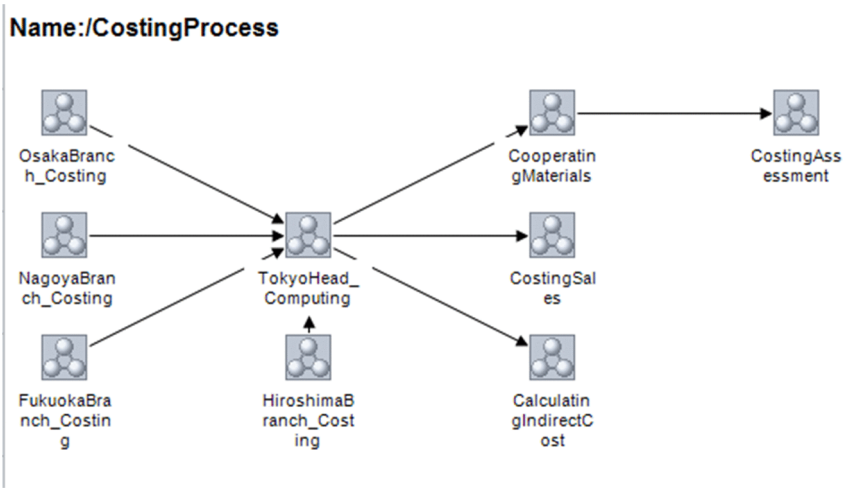 Name:/CostingProcess
OsakaBranc
h_Costing
Cooperatin
gMaterials
CostingAss
essment
NagoyaBran
ch_Costing
TokyoHead_
Computing
CostingSal
es
FukuokaBra
nch_Costin
g
HiroshimaB
ranch_Cost
ing
Calculatin
gIndirectC
ost